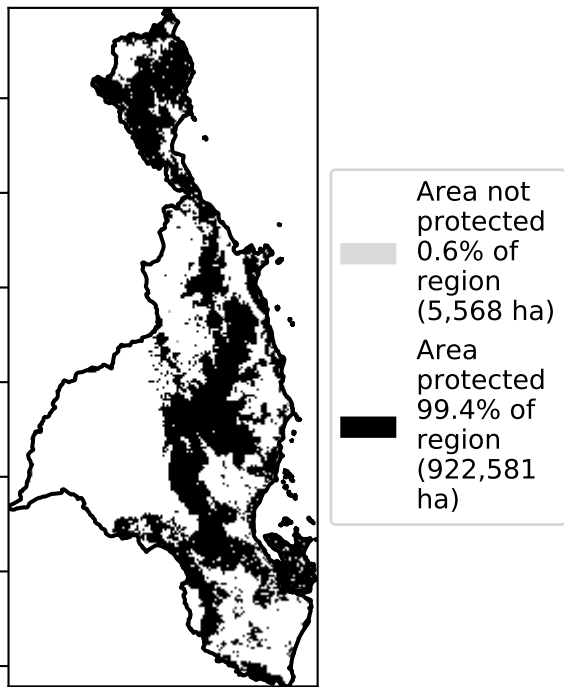 Area not
protected
0.6% of
region
(5,568 ha)
Area
protected
99.4% of
region
(922,581
ha)